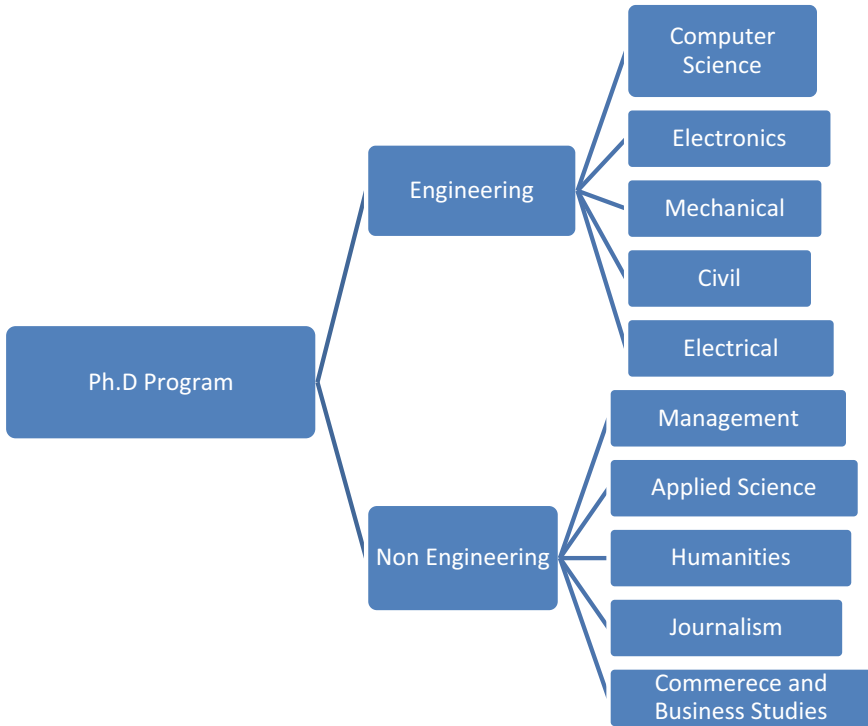 Ph.D Program
Engineering
Computer
Science
Electronics
Mechanical
Civil
Electrical
Non Engineering
Management
Applied Science
Humanities
Journalism
Commerece and
Business Studies